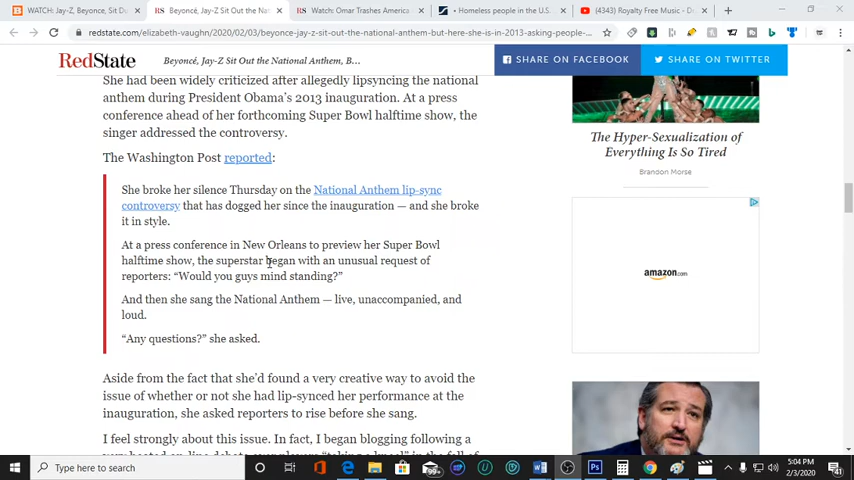 WATCH: Jay-Z, Beyonce, Sit Du
Beyoncé, Jay-Z Sit Out the Nat
Watch: Omar Trashes America
• Homeless people in the U.S.
(4343) Royalty Free Music - D
redstate.com/elizabeth-vaughn/2020/02/03/beyonce-jay-z-sit-out-the-national-anthem-but-here-she-is-in-2013-asking-people-...
RedState
Beyoncé, Jay-Z Sit Out the National Anthem, B...
SHARE ON FACEBOOK
SHARE ON TWITTER
She had been widely criticized after allegedly lipsyncing the national
anthem during President Obama's 2013 inauguration. At a press
conference ahead of her forthcoming Super Bowl halftime show, the
singer addressed the controversy.
The Washington Post reported:
She broke her silence Thursday on the National Anthem lip-sync
controversy that has dogged her since the inauguration — and she broke
it in style.
At a press conference in New Orleans to preview her Super Bowl
halftime show, the superstar began with an unusual request of
reporters: "Would you guys mind standing?"
And then she sang the National Anthem — live, unaccompanied, and
loud.
"Any questions?" she asked.
Aside from the fact that she'd found a very creative way to avoid the
issue of whether or not she had lip-synced her performance at the
inauguration, she asked reporters to rise before she sang.
I feel strongly about this issue. In fact, I began blogging following a
The Hyper-Sexualization of
Everything Is So Tired
Brandon Morse
amazon.com
Type here to search
99+
5:04 PM
2/3/2020
41